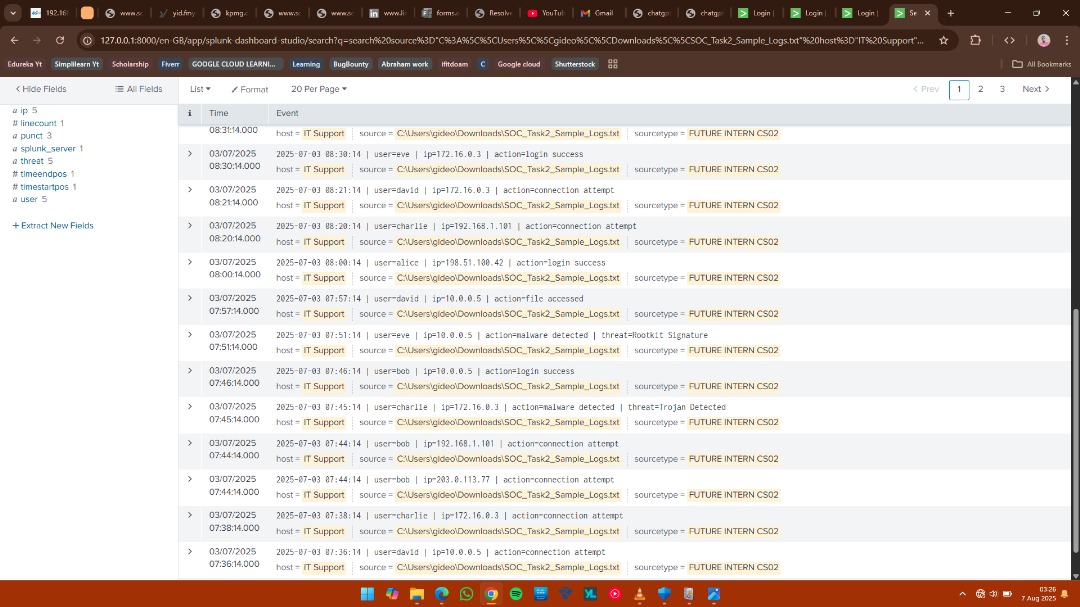 192.168
www.sc
yid.fmy
kpmg.c
www.sc
www.sc
www.li
forms.
Resolve
YouTu
Gmail
chatgp
chatgp
Login |
Login |
Login |
Se
127.0.0.1:8000/en-GB/app/splunk-dashboard-studio/search?q=search%20source%3D"C%3A%5C%5CUsers%5C%5Cgideo%5C%5CDownloads%5C%5CSOC_Task2_Sample_Logs.txt"%20host%3D"IT%20Support"...
Edureka Yt Simplilearn Yt Scholarship Fiverr GOOGLE CLOUD LEARNI... Learning BugBounty Abraham work Ifitdoam C Google cloud Shutterstock All Bookmarks
< Hide Fields All Fields List ▾ Format 20 Per Page ▾ < Prev 1 2 3 Next >
a ip 5
# linecount 1
a punct 3
a splunk_server 1
a threat 5
# timeendpos 1
# timestartpos 1
a user 5
+ Extract New Fields
i Time Event
08:31:14.000 host = IT Support source = C:\Users\gideo\Downloads\SOC_Task2_Sample_Logs.txt sourcetype = FUTURE INTERN CS02
03/07/2025 2025-07-03 08:30:14 | user=eve | ip=172.16.0.3 | action=login success
08:30:14.000 host = IT Support source = C:\Users\gideo\Downloads\SOC_Task2_Sample_Logs.txt sourcetype = FUTURE INTERN CS02
03/07/2025 2025-07-03 08:21:14 | user=david | ip=172.16.0.3 | action=connection attempt
08:21:14.000 host = IT Support source = C:\Users\gideo\Downloads\SOC_Task2_Sample_Logs.txt sourcetype = FUTURE INTERN CS02
03/07/2025 2025-07-03 08:20:14 | user=charlie | ip=192.168.1.101 | action=connection attempt
08:20:14.000 host = IT Support source = C:\Users\gideo\Downloads\SOC_Task2_Sample_Logs.txt sourcetype = FUTURE INTERN CS02
03/07/2025 2025-07-03 08:00:14 | user=alice | ip=198.51.100.42 | action=login success
08:00:14.000 host = IT Support source = C:\Users\gideo\Downloads\SOC_Task2_Sample_Logs.txt sourcetype = FUTURE INTERN CS02
03/07/2025 2025-07-03 07:57:14 | user=david | ip=10.0.0.5 | action=file accessed
07:57:14.000 host = IT Support source = C:\Users\gideo\Downloads\SOC_Task2_Sample_Logs.txt sourcetype = FUTURE INTERN CS02
03/07/2025 2025-07-03 07:51:14 | user=eve | ip=10.0.0.5 | action=malware detected | threat=Rootkit Signature
07:51:14.000 host = IT Support source = C:\Users\gideo\Downloads\SOC_Task2_Sample_Logs.txt sourcetype = FUTURE INTERN CS02
03/07/2025 2025-07-03 07:46:14 | user=bob | ip=10.0.0.5 | action=login success
07:46:14.000 host = IT Support source = C:\Users\gideo\Downloads\SOC_Task2_Sample_Logs.txt sourcetype = FUTURE INTERN CS02
03/07/2025 2025-07-03 07:45:14 | user=charlie | ip=172.16.0.3 | action=malware detected | threat=Trojan Detected
07:45:14.000 host = IT Support source = C:\Users\gideo\Downloads\SOC_Task2_Sample_Logs.txt sourcetype = FUTURE INTERN CS02
03/07/2025 2025-07-03 07:44:14 | user=bob | ip=192.168.1.101 | action=connection attempt
07:44:14.000 host = IT Support source = C:\Users\gideo\Downloads\SOC_Task2_Sample_Logs.txt sourcetype = FUTURE INTERN CS02
03/07/2025 2025-07-03 07:44:14 | user=bob | ip=203.0.113.77 | action=connection attempt
07:44:14.000 host = IT Support source = C:\Users\gideo\Downloads\SOC_Task2_Sample_Logs.txt sourcetype = FUTURE INTERN CS02
03/07/2025 2025-07-03 07:38:14 | user=charlie | ip=172.16.0.3 | action=connection attempt
07:38:14.000 host = IT Support source = C:\Users\gideo\Downloads\SOC_Task2_Sample_Logs.txt sourcetype = FUTURE INTERN CS02
03/07/2025 2025-07-03 07:36:14 | user=david | ip=10.0.0.5 | action=connection attempt
07:36:14.000 host = IT Support source = C:\Users\gideo\Downloads\SOC_Task2_Sample_Logs.txt sourcetype = FUTURE INTERN CS02
03:26
7 Aug 2025